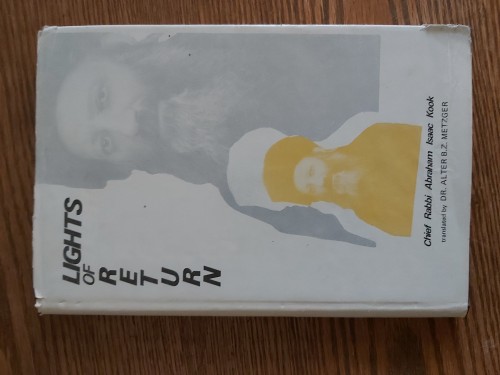 LIGHTS
OF
RETURN
Chief Rabbi Abraham Isaac Kook
translated by DR. ALTER B.Z. METZGER